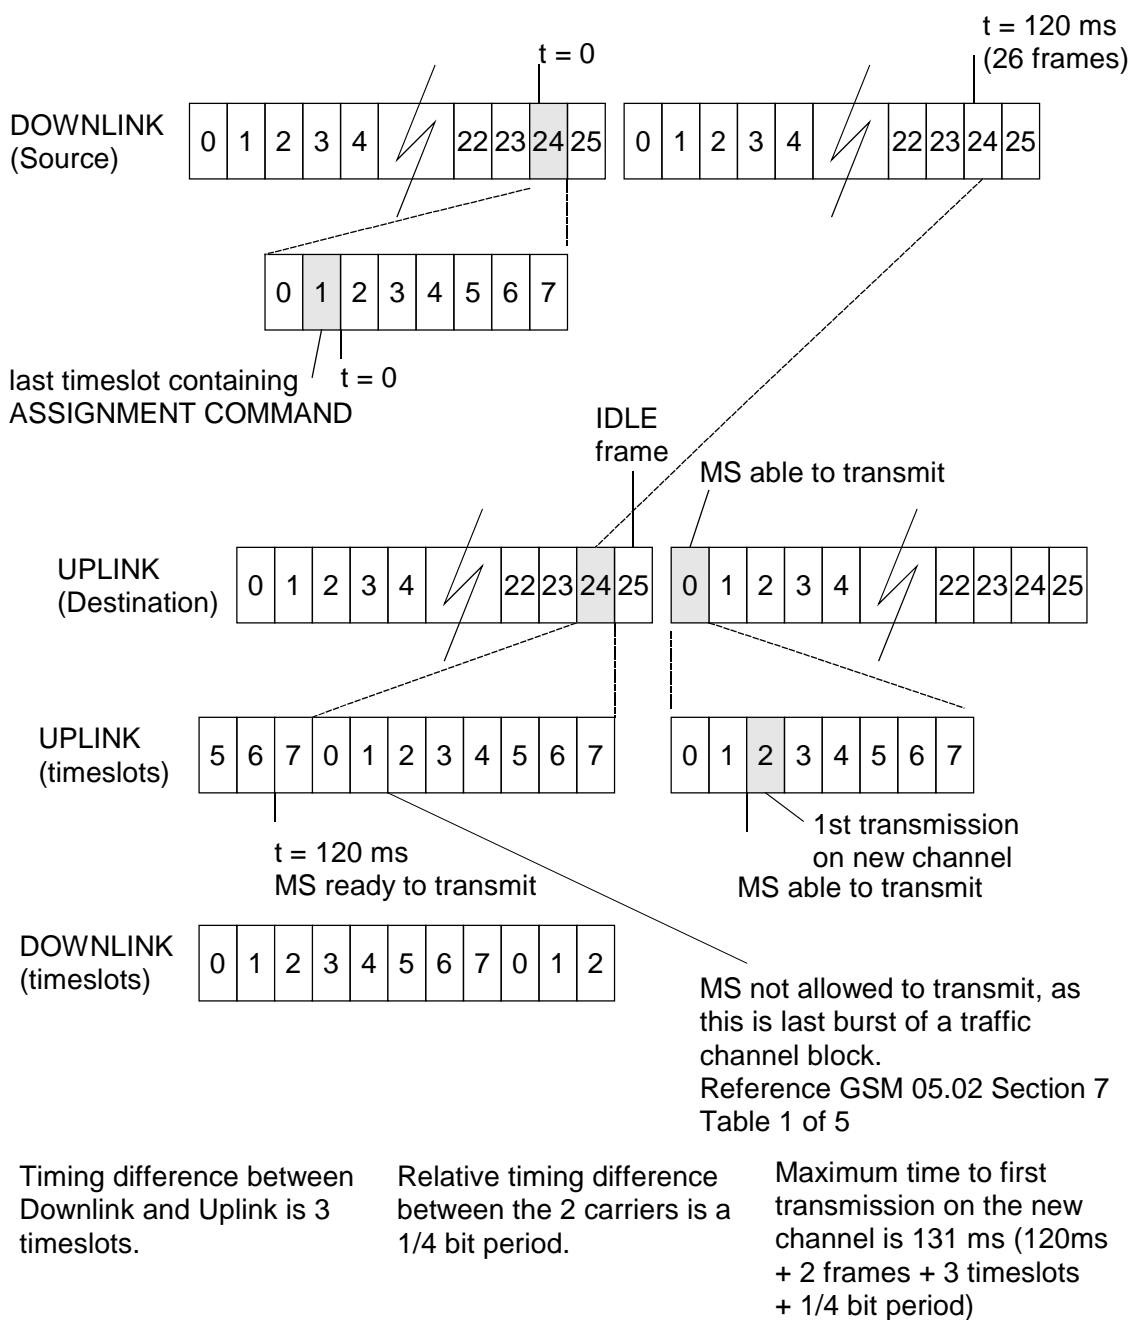 t = 120 ms
(26 frames)
t = 0
DOWNLINK
(Source)
0 1 2 3 4 22 23 24 25 0 1 2 3 4 22 23 24 25
0 1 2 3 4 5 6 7
last timeslot containing
ASSIGNMENT COMMAND
t = 0
IDLE
frame
MS able to transmit
UPLINK
(Destination)
0 1 2 3 4 22 23 24 25 0 1 2 3 4 22 23 24 25
UPLINK
(timeslots)
5 6 7 0 1 2 3 4 5 6 7 0 1 2 3 4 5 6 7
t = 120 ms
MS ready to transmit
1st transmission
on new channel
MS able to transmit
DOWNLINK
(timeslots)
0 1 2 3 4 5 6 7 0 1 2
MS not allowed to transmit, as
this is last burst of a traffic
channel block.
Reference GSM 05.02 Section 7
Table 1 of 5
Timing difference between
Downlink and Uplink is 3
timeslots.
Relative timing difference
between the 2 carriers is a
1/4 bit period.
Maximum time to first
transmission on the new
channel is 131 ms (120ms
+ 2 frames + 3 timeslots
+ 1/4 bit period)